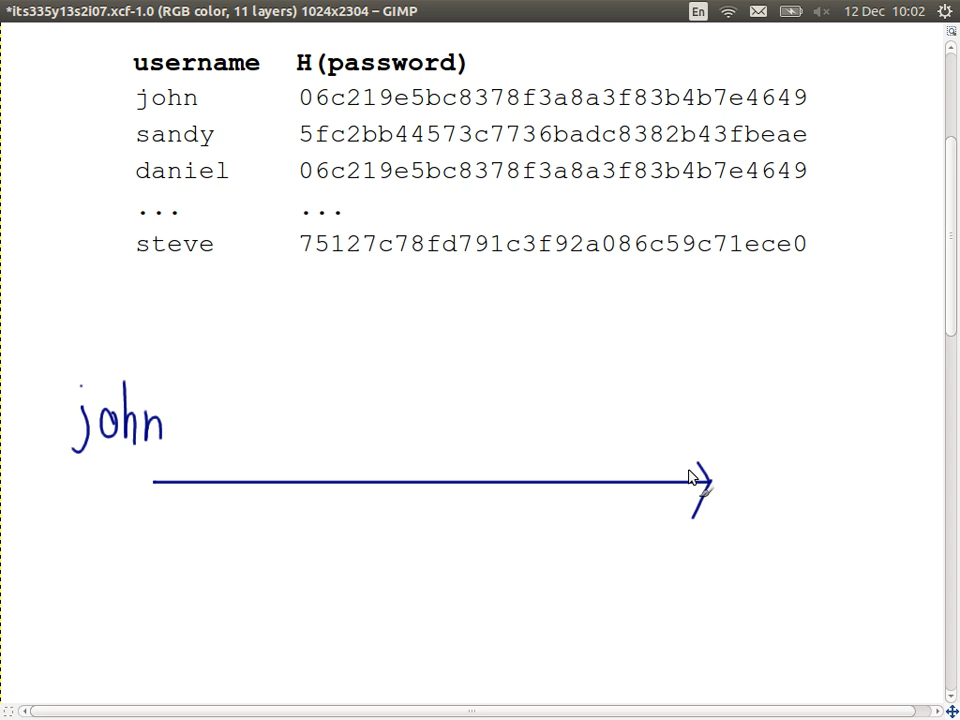 *its335y13s2i07.xcf-1.0 (RGB color, 11 layers) 1024x2304 – GIMP En 12 Dec 10:02
username H(password)
john 06c219e5bc8378f3a8a3f83b4b7e4649
sandy 5fc2bb44573c7736badc8382b43fbeae
daniel 06c219e5bc8378f3a8a3f83b4b7e4649
... ...
steve 75127c78fd791c3f92a086c59c71ece0
john